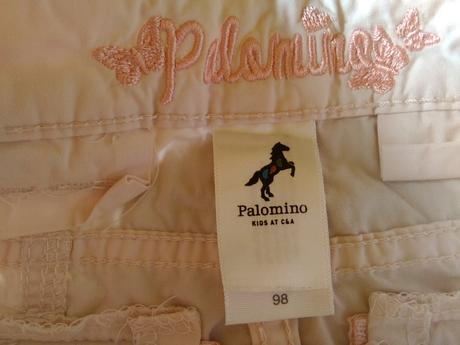 Palomino
Palomino
KIDS AT C&A
98